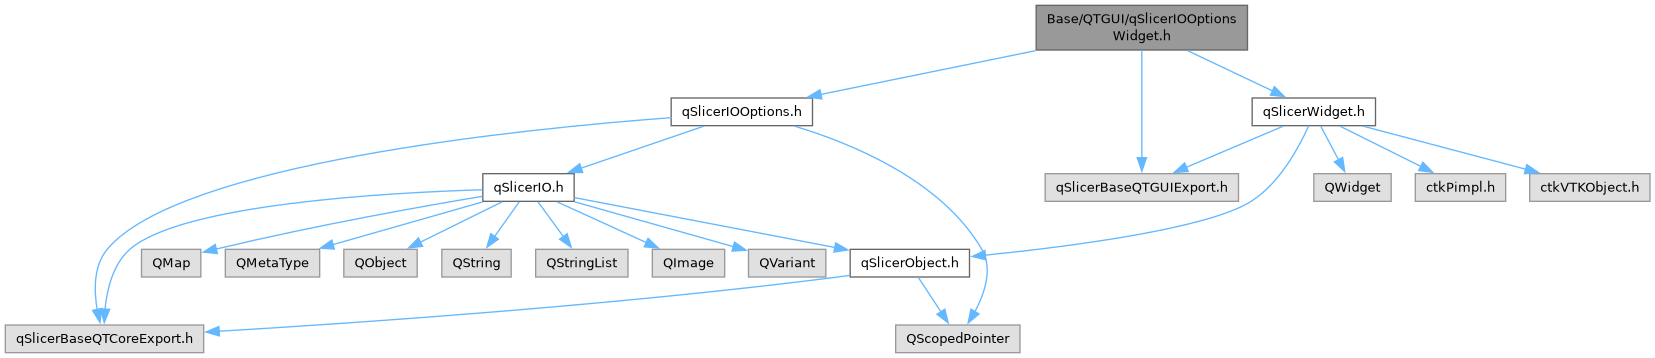 Base/QTGUI/qSlicerIOOptions
Widget.h
qSlicerIOOptions.h
qSlicerWidget.h
qSlicerIO.h
qSlicerBaseQTGUIExport.h
QWidget
ctkPimpl.h
ctkVTKObject.h
QMap
QMetaType
QObject
QString
QStringList
QImage
QVariant
qSlicerObject.h
qSlicerBaseQTCoreExport.h
QScopedPointer